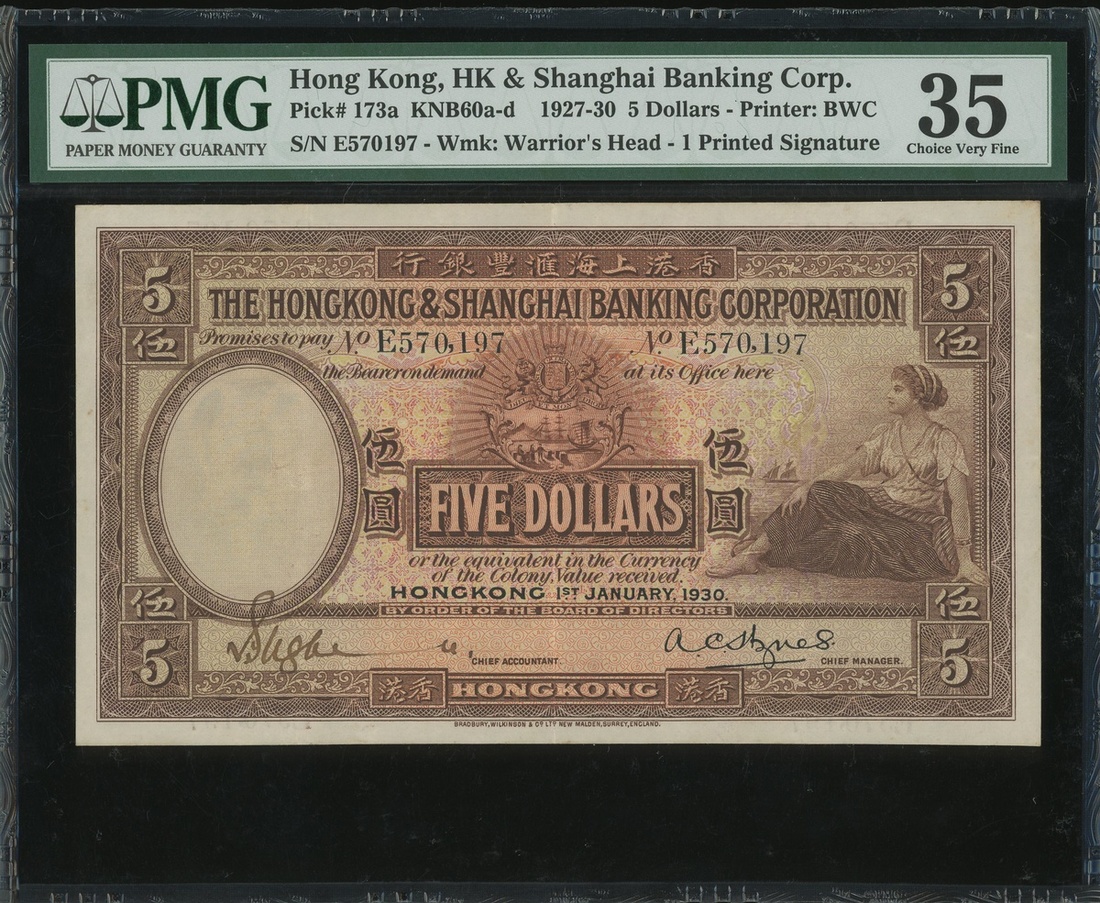 PMG
PAPER MONEY GUARANTY
Hong Kong, HK & Shanghai Banking Corp.
Pick# 173a KNB60a-d 1927-30 5 Dollars - Printer: BWC
S/N E570197 - Wmk: Warrior's Head - 1 Printed Signature
35
Choice Very Fine
行銀豐滙海上港香
5 5
THE HONGKONG & SHANGHAI BANKING CORPORATION
伍 伍
Promises to pay No E570,197 No E570,197
the Bearer on demand at its Office here
伍圓 伍圓
FIVE DOLLARS
or the equivalent in the Currency
of the Colony, Value received.
HONGKONG 1ST JANUARY, 1930.
伍 伍
BY ORDER OF THE BOARD OF DIRECTORS
5 5
A.C. Hynes
CHIEF ACCOUNTANT. CHIEF MANAGER.
港香 HONGKONG 港香
BRADBURY, WILKINSON & Co LTD NEW MALDEN, SURREY, ENGLAND.